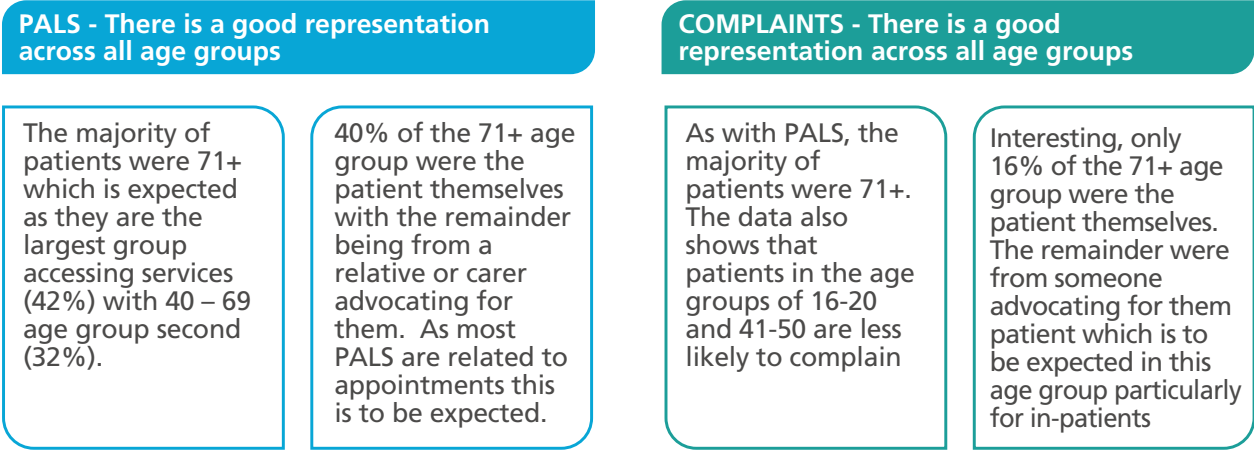 PALS - There is a good representation
across all age groups
The majority of
patients were 71+
which is expected
as they are the
largest group
accessing services
(42%) with 40 – 69
age group second
(32%).
40% of the 71+ age
group were the
patient themselves
with the remainder
being from a
relative or carer
advocating for
them. As most
PALS are related to
appointments this
is to be expected.
COMPLAINTS - There is a good
representation across all age groups
As with PALS, the
majority of
patients were 71+.
The data also
shows that
patients in the age
groups of 16-20
and 41-50 are less
likely to complain
Interesting, only
16% of the 71+ age
group were the
patient themselves.
The remainder were
from someone
advocating for them
patient which is to
be expected in this
age group particularly
for in-patients